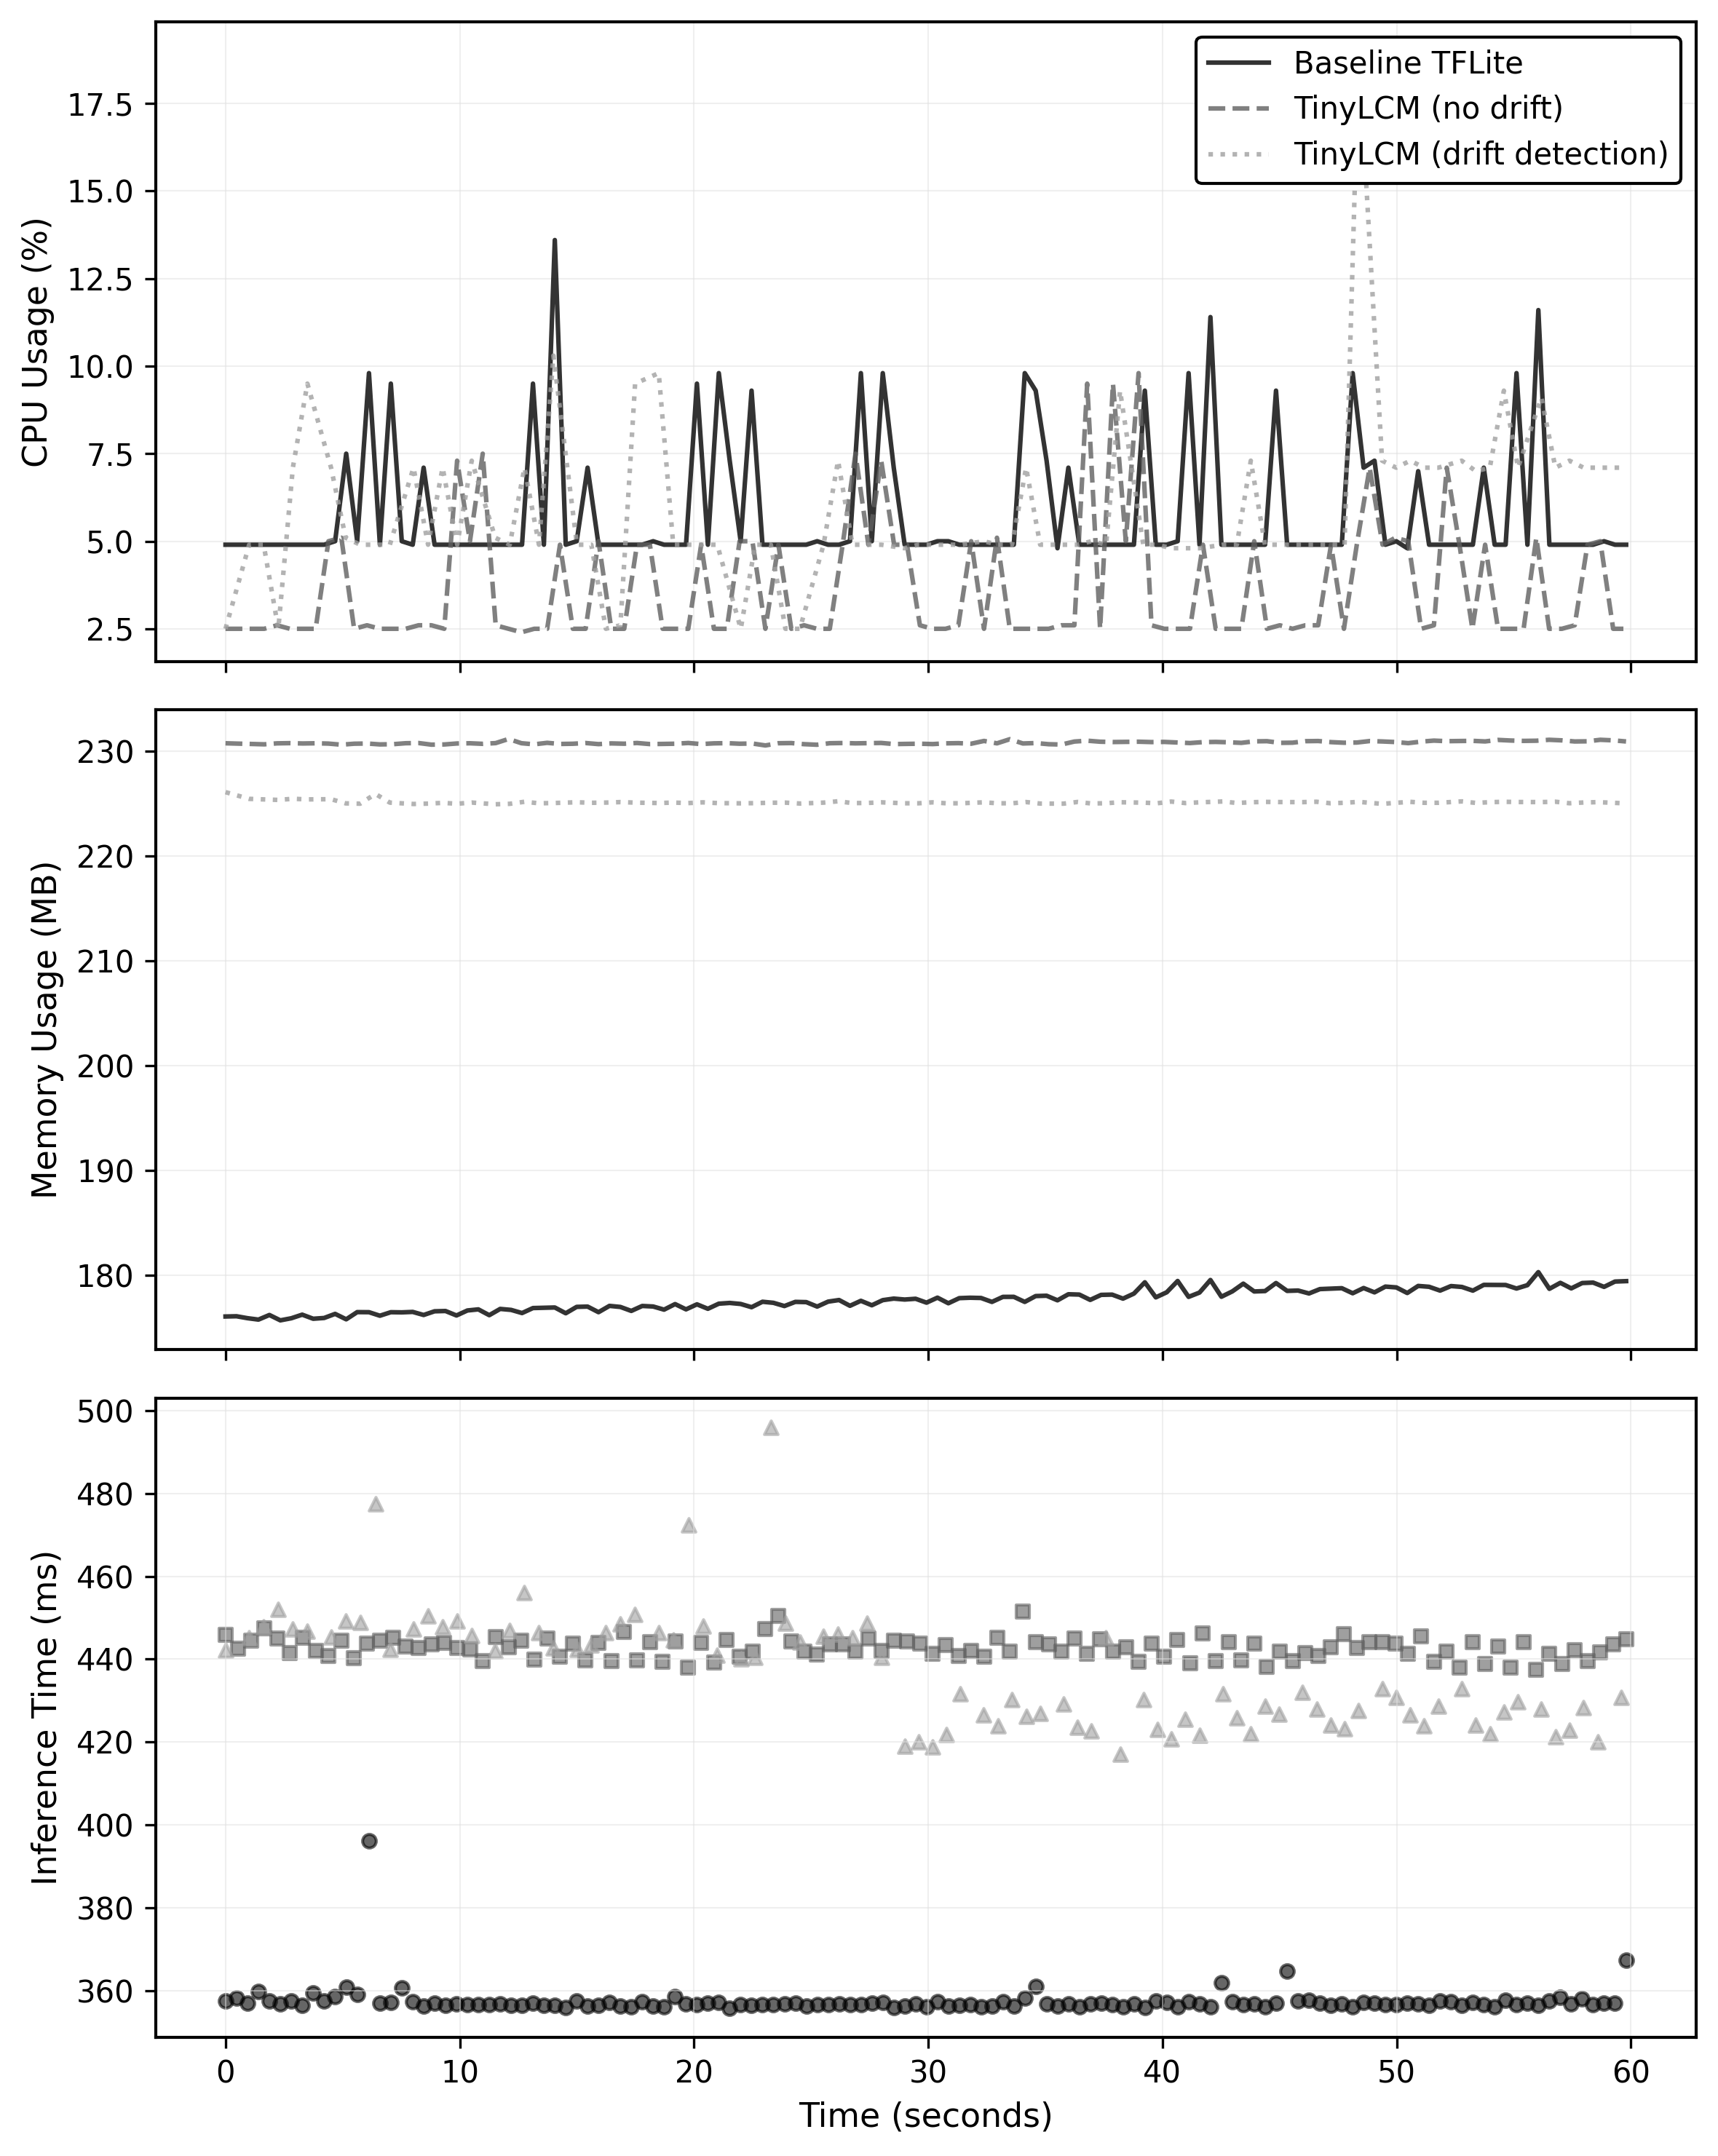 Baseline TFLite
TinyLCM (no drift)
TinyLCM (drift detection)
CPU Usage (%)
17.5
15.0
12.5
10.0
7.5
5.0
2.5
Memory Usage (MB)
230
220
210
200
190
180
Inference Time (ms)
500
480
460
440
420
400
380
360
0 10 20 30 40 50 60
Time (seconds)